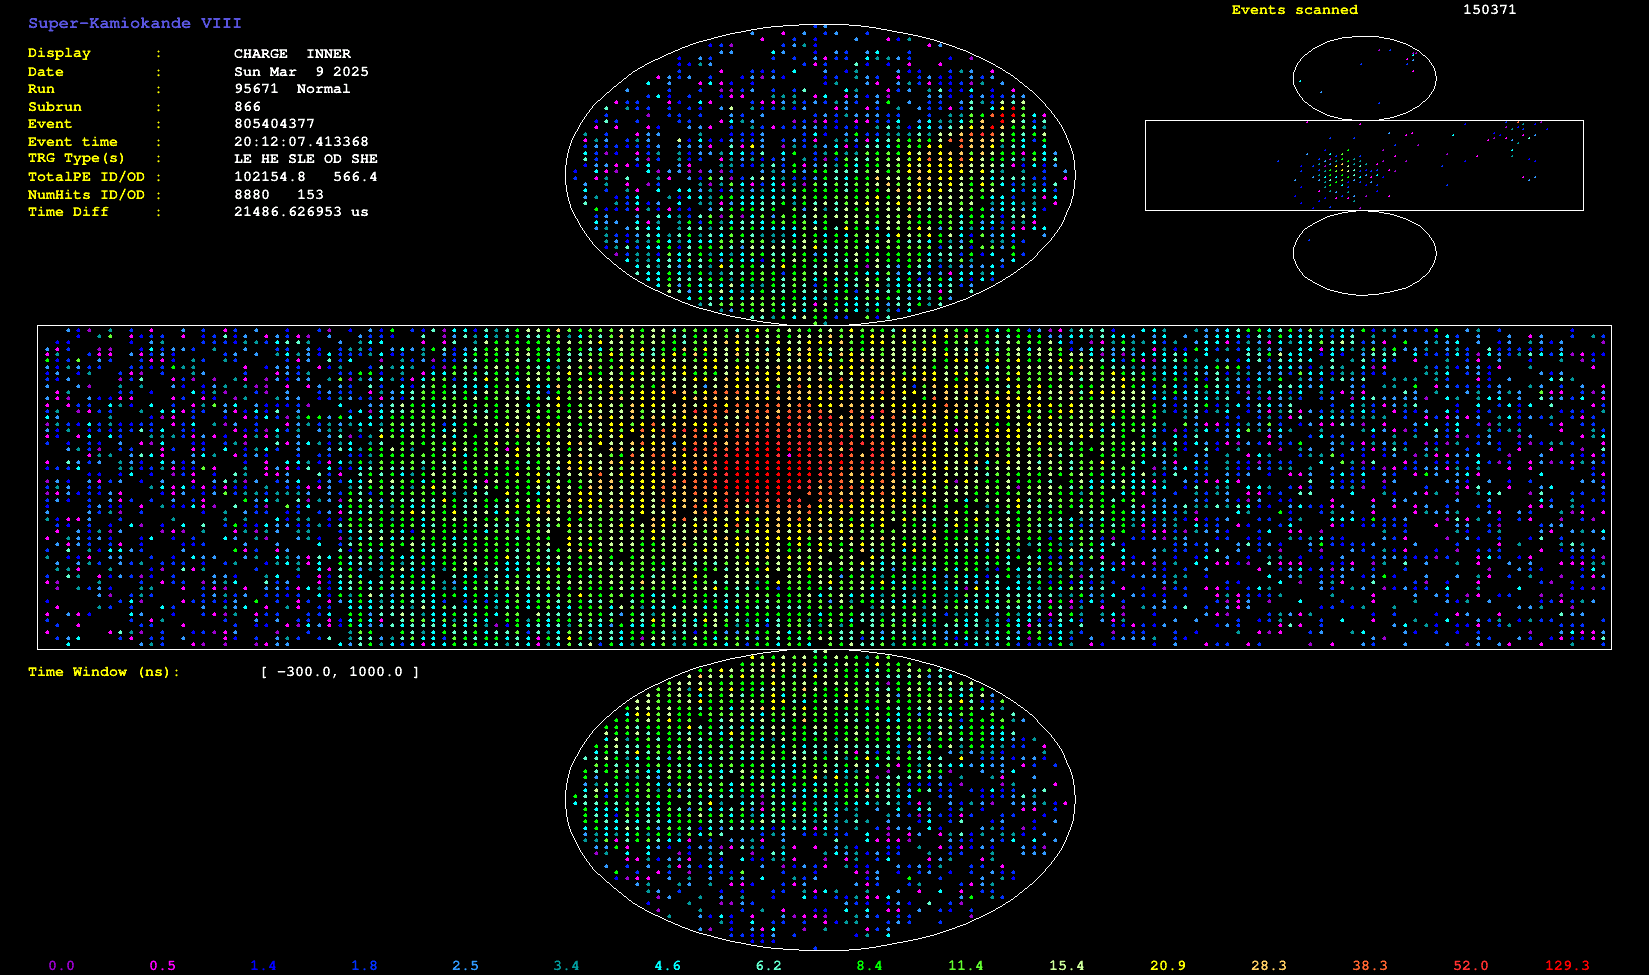 Super-Kamiokande VIII
Events scanned 150371
Display : CHARGE INNER
Date : Sun Mar 9 2025
Run : 95671 Normal
Subrun : 866
Event : 805404377
Event time : 20:12:07.413368
TRG Type(s) : LE HE SLE OD SHE
TotalPE ID/OD : 102154.8 566.4
NumHits ID/OD : 8880 153
Time Diff : 21486.626953 us
Time Window (ns): [ -300.0, 1000.0 ]
0.0 0.5 1.4 1.8 2.5 3.4 4.6 6.2 8.4 11.4 15.4 20.9 28.3 38.3 52.0 129.3